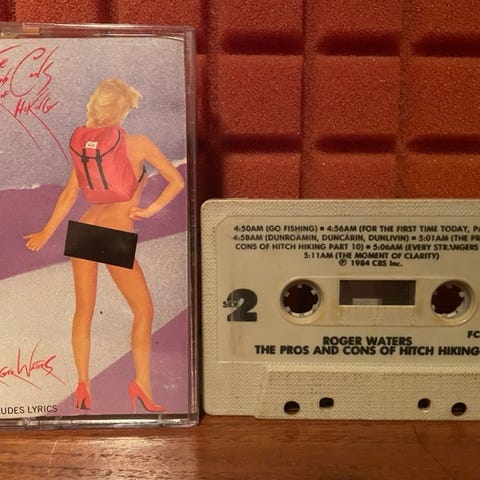 THE
Cons
OF
HiKiNG
Waters
UDES LYRICS
4:50AM (GO FISHING) ■ 4:56AM (FOR THE FIRST TIME TODAY, PA
4:58AM (DUNROAMIN, DUNCARIN, DUNLIVIN) ■ 5:01AM (THE PR
CONS OF HITCH HIKING PART 10) ■ 5:06AM (EVERY STRANGERS
5:11AM (THE MOMENT OF CLARITY)
℗ 1984 CBS Inc.
SIDE 2
FC
ROGER WATERS
THE PROS AND CONS OF HITCH HIKING